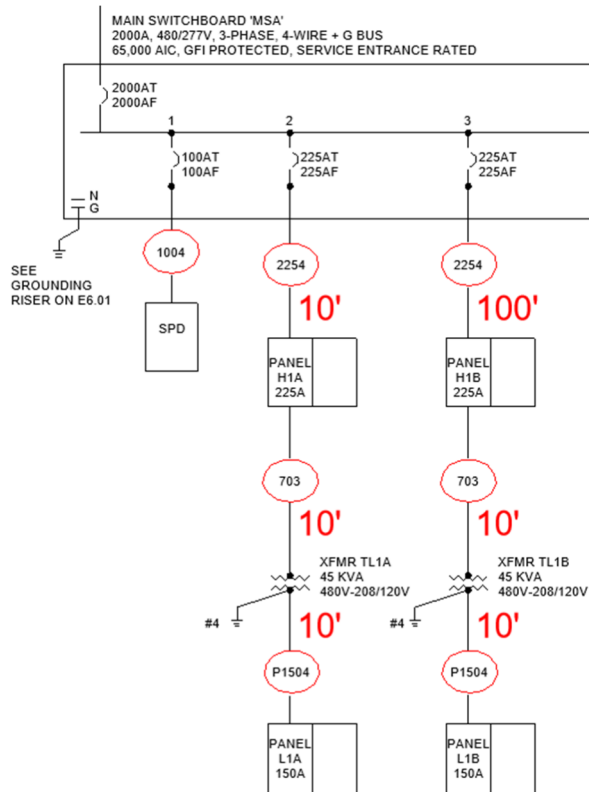 MAIN SWITCHBOARD 'MSA'
2000A, 480/277V, 3-PHASE, 4-WIRE + G BUS
65,000 AIC, GFI PROTECTED, SERVICE ENTRANCE RATED
2000AT
2000AF
1
2
3
100AT
100AF
225AT
225AF
225AT
225AF
N
G
SEE
GROUNDING
RISER ON E6.01
1004
2254
2254
SPD
10'
100'
PANEL
H1A
225A
PANEL
H1B
225A
703
703
10'
10'
XFMR TL1A
45 KVA
480V-208/120V
XFMR TL1B
45 KVA
480V-208/120V
#4
#4
10'
10'
P1504
P1504
PANEL
L1A
150A
PANEL
L1B
150A